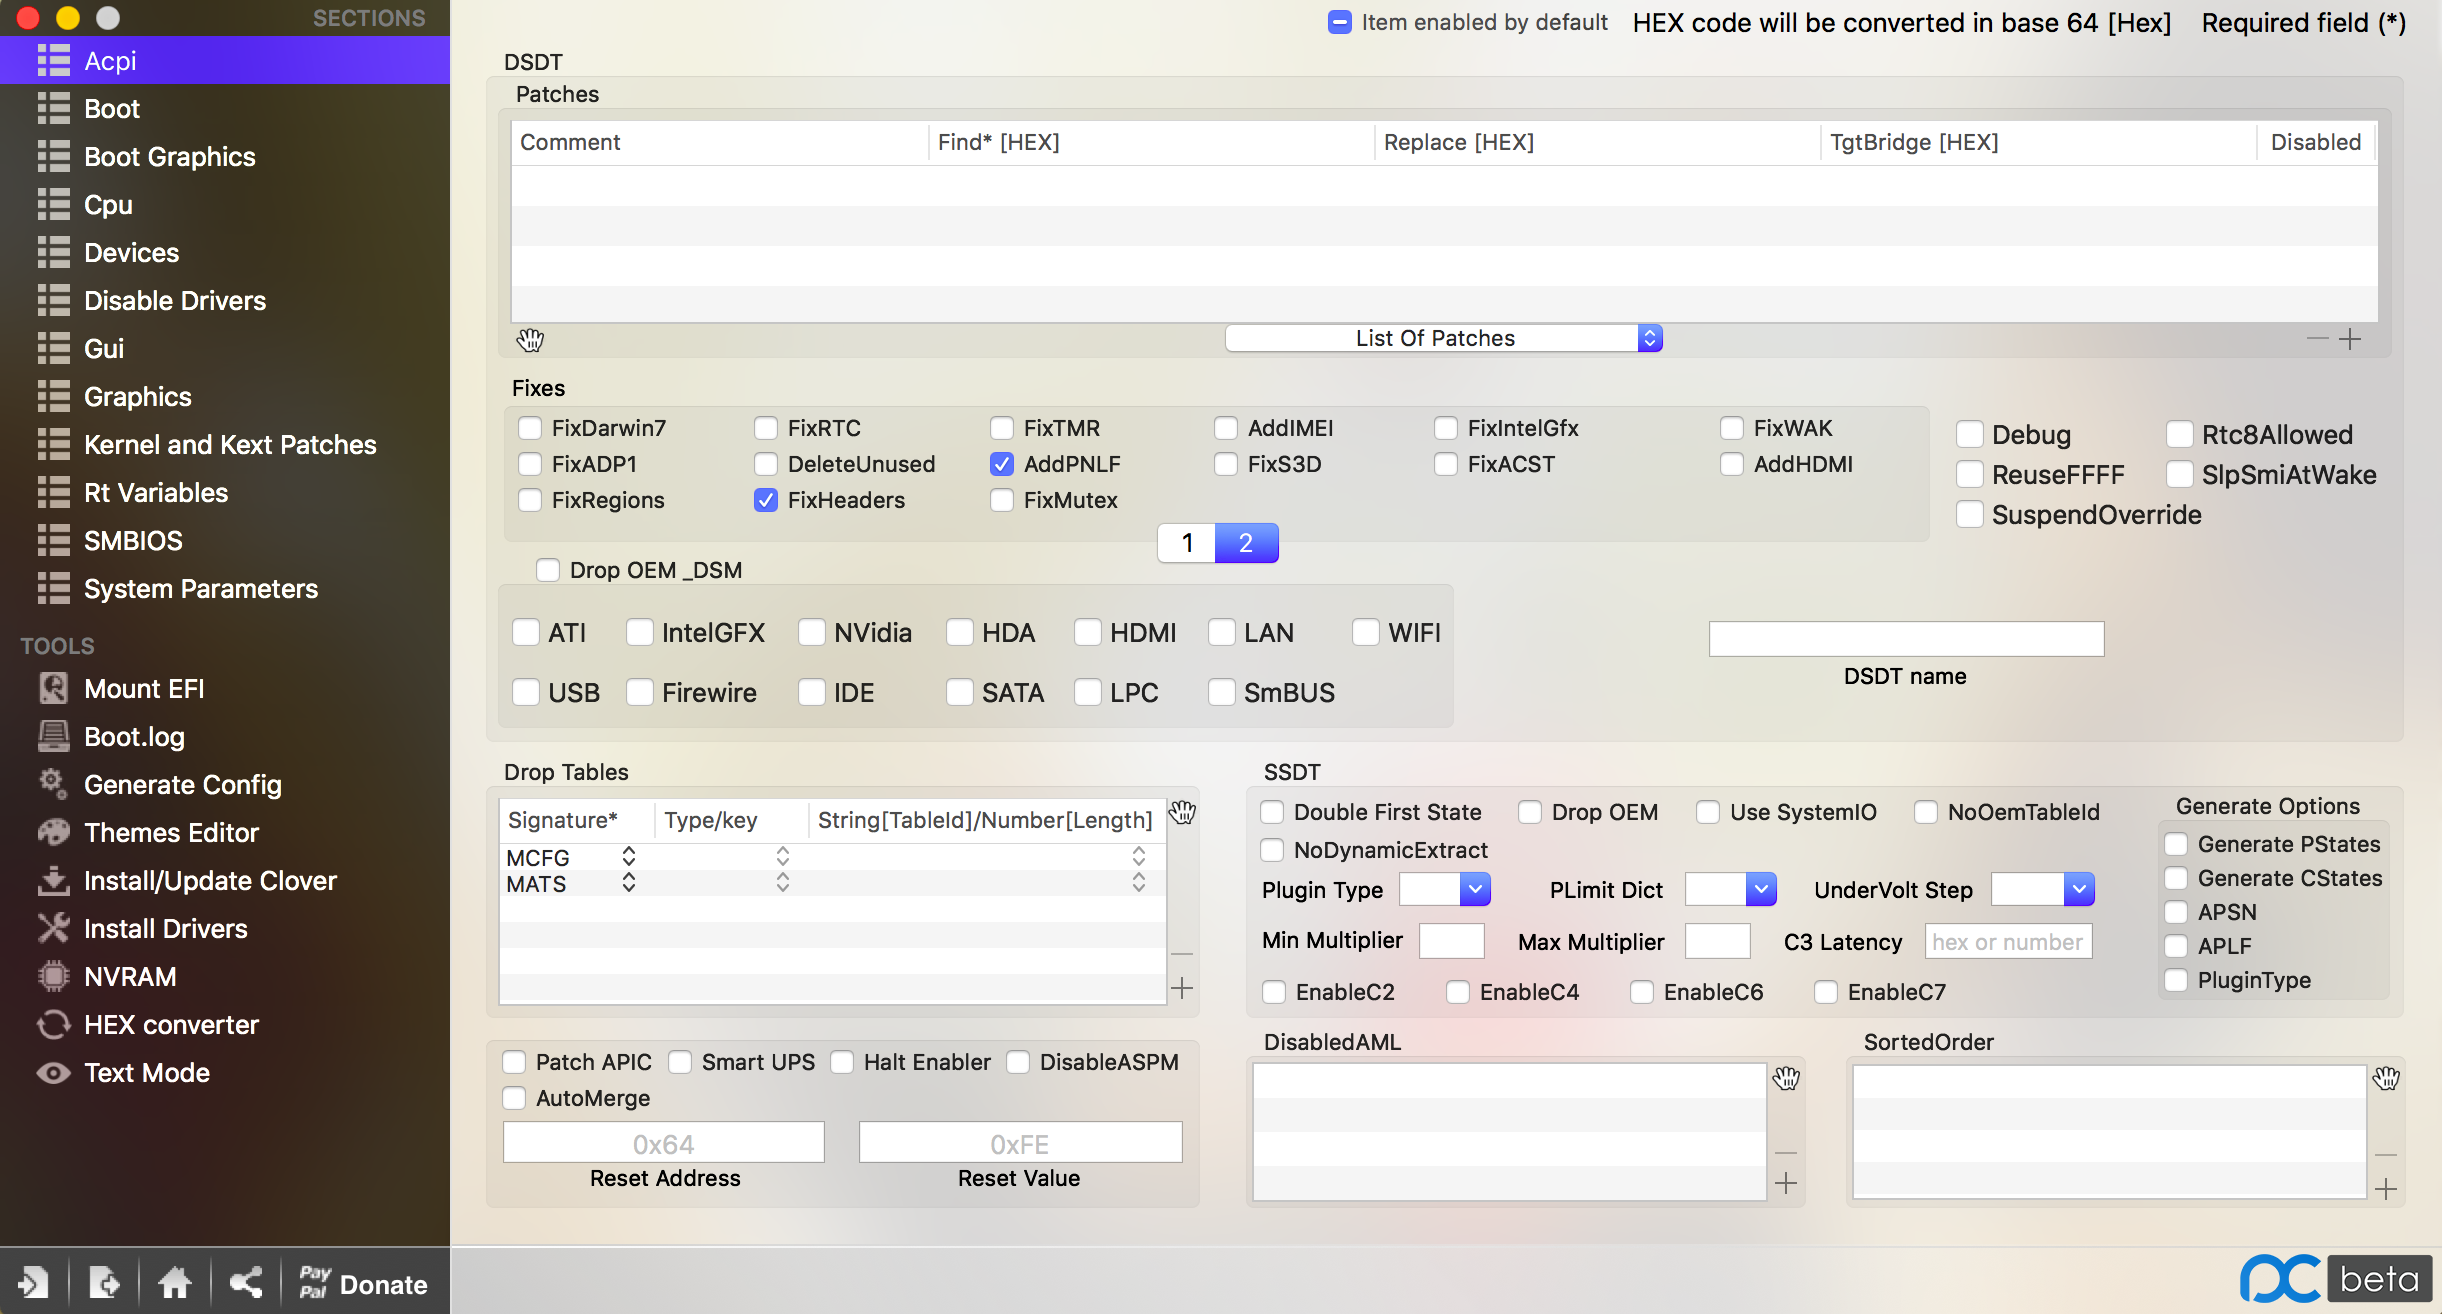 SECTIONS
Acpi
Boot
Boot Graphics
Cpu
Devices
Disable Drivers
Gui
Graphics
Kernel and Kext Patches
Rt Variables
SMBIOS
System Parameters
TOOLS
Mount EFI
Boot.log
Generate Config
Themes Editor
Install/Update Clover
Install Drivers
NVRAM
HEX converter
Text Mode
Pay Pal Donate
Item enabled by default HEX code will be converted in base 64 [Hex] Required field (*)
DSDT
Patches
Comment Find* [HEX] Replace [HEX] TgtBridge [HEX] Disabled
List Of Patches
Fixes
FixDarwin7 FixRTC FixTMR AddIMEI FixIntelGfx FixWAK
FixADP1 DeleteUnused AddPNLF FixS3D FixACST AddHDMI
FixRegions FixHeaders FixMutex
1 2
Debug Rtc8Allowed
ReuseFFFF SlpSmiAtWake
SuspendOverride
Drop OEM _DSM
ATI IntelGFX NVidia HDA HDMI LAN WIFI
USB Firewire IDE SATA LPC SmBUS
DSDT name
Drop Tables
Signature* Type/key String[TableId]/Number[Length]
MCFG
MATS
SSDT
Double First State Drop OEM Use SystemIO NoOemTableId
NoDynamicExtract
Plugin Type PLimit Dict UnderVolt Step
Min Multiplier Max Multiplier C3 Latency hex or number
EnableC2 EnableC4 EnableC6 EnableC7
Generate Options
Generate PStates
Generate CStates
APSN
APLF
PluginType
Patch APIC Smart UPS Halt Enabler DisableASPM
AutoMerge
0x64 0xFE
Reset Address Reset Value
DisabledAML
SortedOrder
pc beta